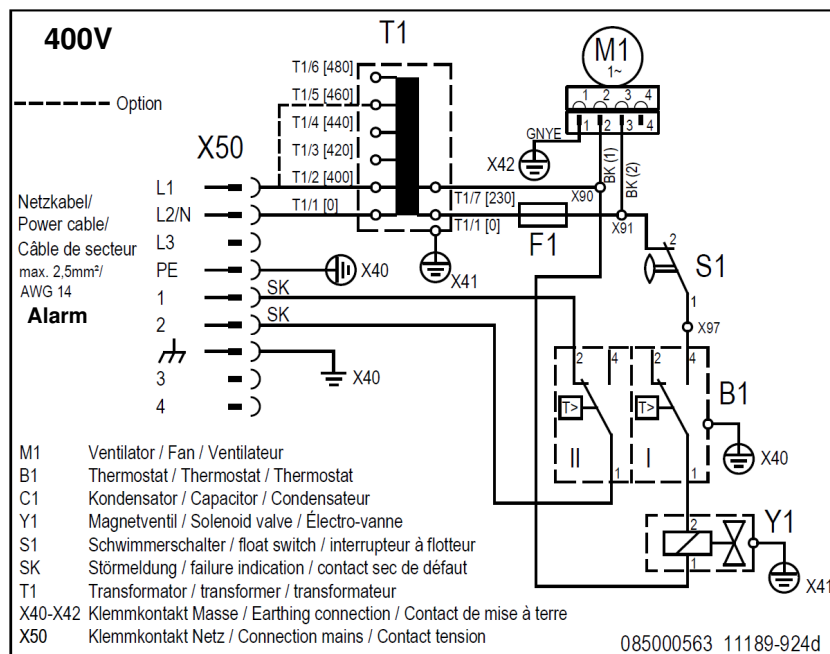 400V
T1
M1
1~
Option
T1/6 [480]
T1/5 [460]
T1/4 [440]
T1/3 [420]
T1/2 [400]
T1/1 [0]
1 2 3 4
1 2 3 4
GNYE
X42
BK (1)
BK (2)
X50
L1
L2/N
L3
PE
1
2
3
4
Netzkabel/
Power cable/
Câble de secteur
max. 2,5mm²/
AWG 14
Alarm
T1/7 [230]
T1/1 [0]
X90
X91
F1
X41
X40
SK
SK
X40
2
S1
1
X97
2 4 2 4
T> T>
B1
II I
1 1
X40
2
Y1
1
X41
M1 Ventilator / Fan / Ventilateur
B1 Thermostat / Thermostat / Thermostat
C1 Kondensator / Capacitor / Condensateur
Y1 Magnetventil / Solenoid valve / Électro-vanne
S1 Schwimmerschalter / float switch / interrupteur à flotteur
SK Störmeldung / failure indication / contact sec de défaut
T1 Transformator / transformer / transformateur
X40-X42 Klemmkontakt Masse / Earthing connection / Contact de mise à terre
X50 Klemmkontakt Netz / Connection mains / Contact tension
085000563 11189-924d